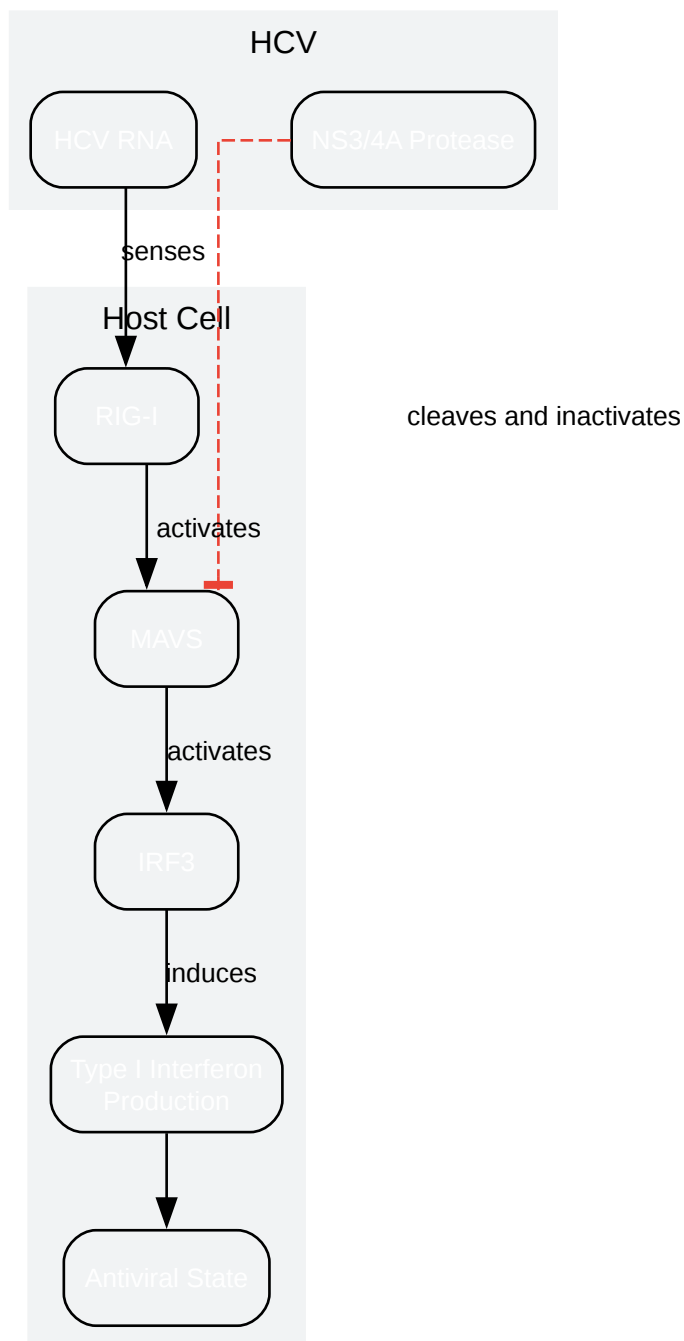 HCV
HCV RNA
NS3/4A Protease
senses
Host Cell
RIG-I
cleaves and inactivates
activates
MAVS
activates
IRF3
induces
Type I Interferon
Production
Antiviral State